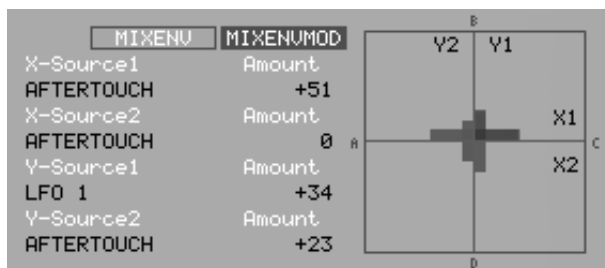 MIXENV MIXENVMOD
X-Source1 Amount
AFTERTOUCH +51
X-Source2 Amount
AFTERTOUCH 0
Y-Source1 Amount
LFO 1 +34
Y-Source2 Amount
AFTERTOUCH +23
B
Y2 Y1
X1
A C
X2
D